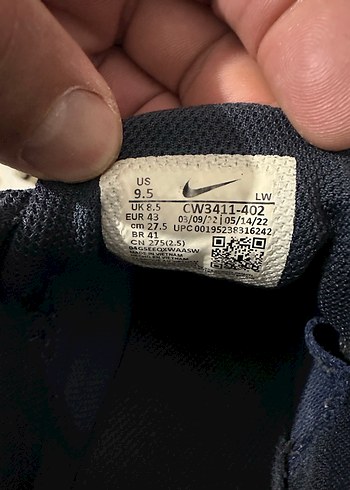 US
9.5 LW
UK 8.5 CW3411-402
EUR 43 03/09/22 | 05/14/22
cm 27.5 UPC 00195238316242
BR 41
CN 275(2.5)
MADE IN VIETNAM